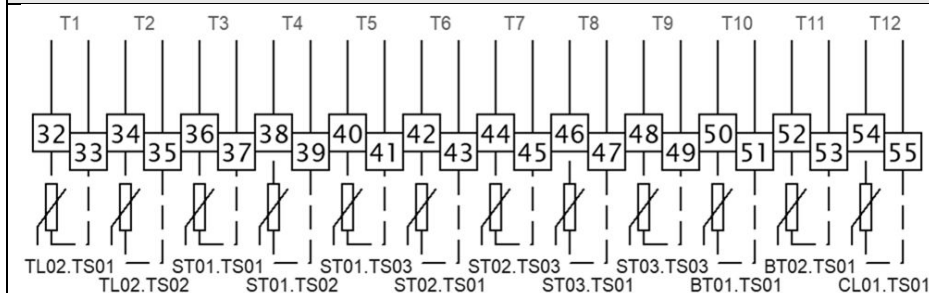 T1 T2 T3 T4 T5 T6 T7 T8 T9 T10 T11 T12
32 34 36 38 40 42 44 46 48 50 52 54
33 35 37 39 41 43 45 47 49 51 53 55
TL02.TS01 ST01.TS01 ST01.TS03 ST02.TS03 ST03.TS03 BT02.TS01
TL02.TS02 ST01.TS02 ST02.TS01 ST03.TS01 BT01.TS01 CL01.TS01